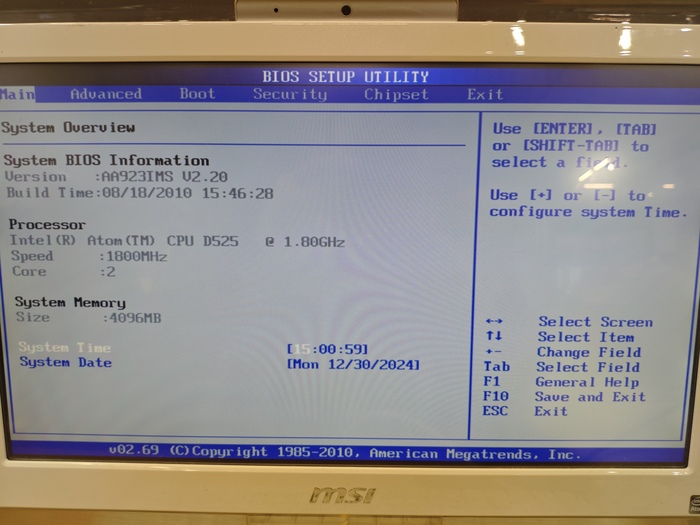 BIOS SETUP UTILITY
Main Advanced Boot Security Chipset Exit
System Overview
System BIOS Information
Version :AA923IMS V2.20
Build Time:08/18/2010 15:46:28
Processor
Intel(R) Atom(TM) CPU D525 @ 1.80GHz
Speed :1800MHz
Core :2
System Memory
Size :4096MB
System Time [15:00:59]
System Date [Mon 12/30/2024]
Use [ENTER], [TAB]
or [SHIFT-TAB] to
select a field.
Use [+] or [-] to
configure system Time.
↔ Select Screen
↑↓ Select Item
+- Change Field
Tab Select Field
F1 General Help
F10 Save and Exit
ESC Exit
v02.69 (C)Copyright 1985-2010, American Megatrends, Inc.
msi